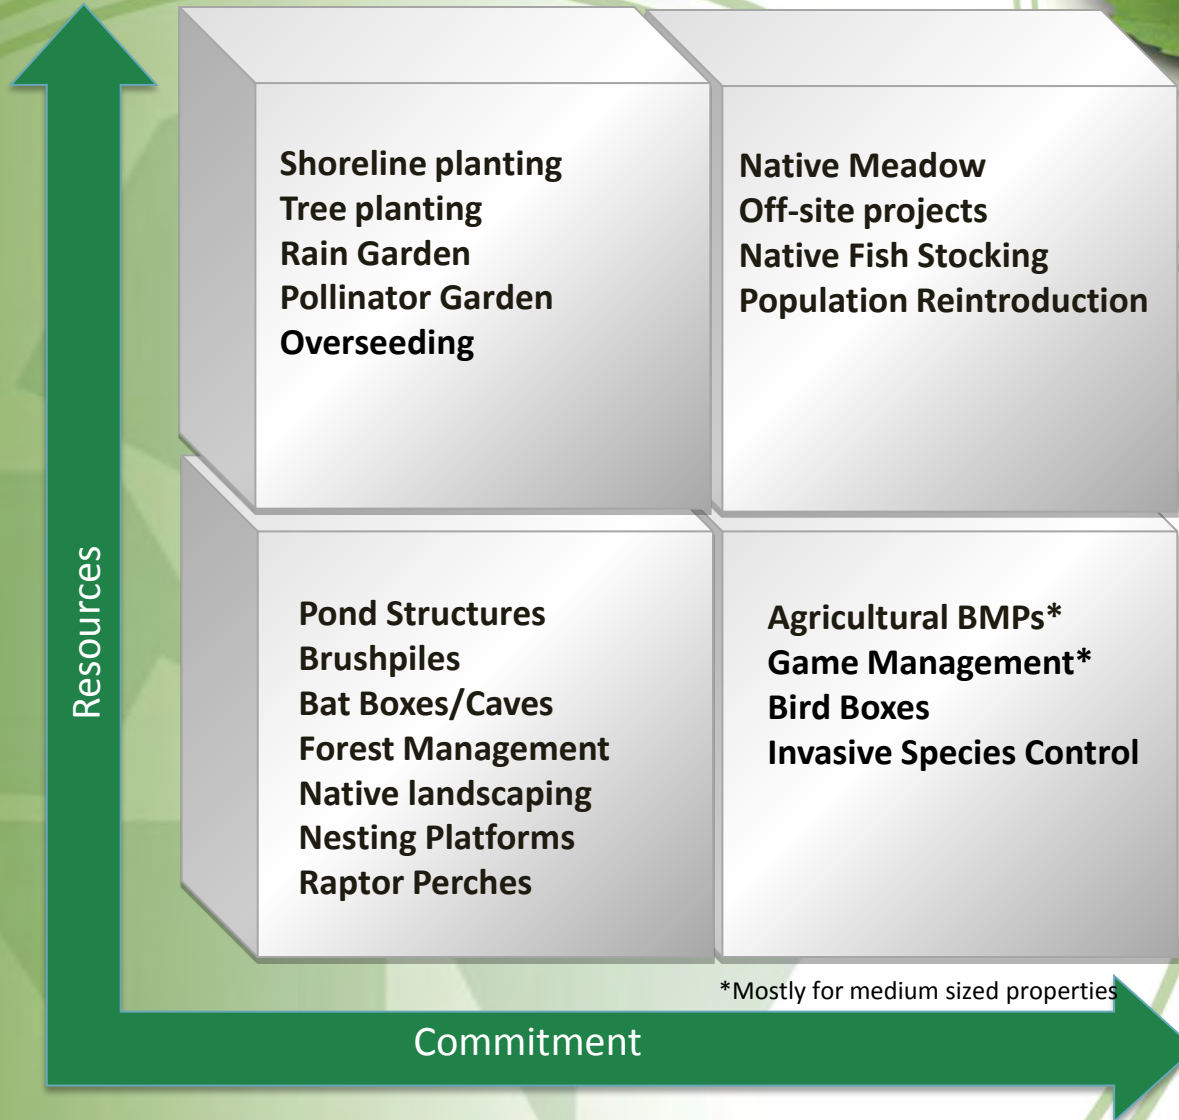 Shoreline planting
Tree planting
Rain Garden
Pollinator Garden
Overseeding
Native Meadow
Off-site projects
Native Fish Stocking
Population Reintroduction
Resources
Pond Structures
Brushpiles
Bat Boxes/Caves
Forest Management
Native landscaping
Nesting Platforms
Raptor Perches
Agricultural BMPs*
Game Management*
Bird Boxes
Invasive Species Control
*Mostly for medium sized properties
Commitment